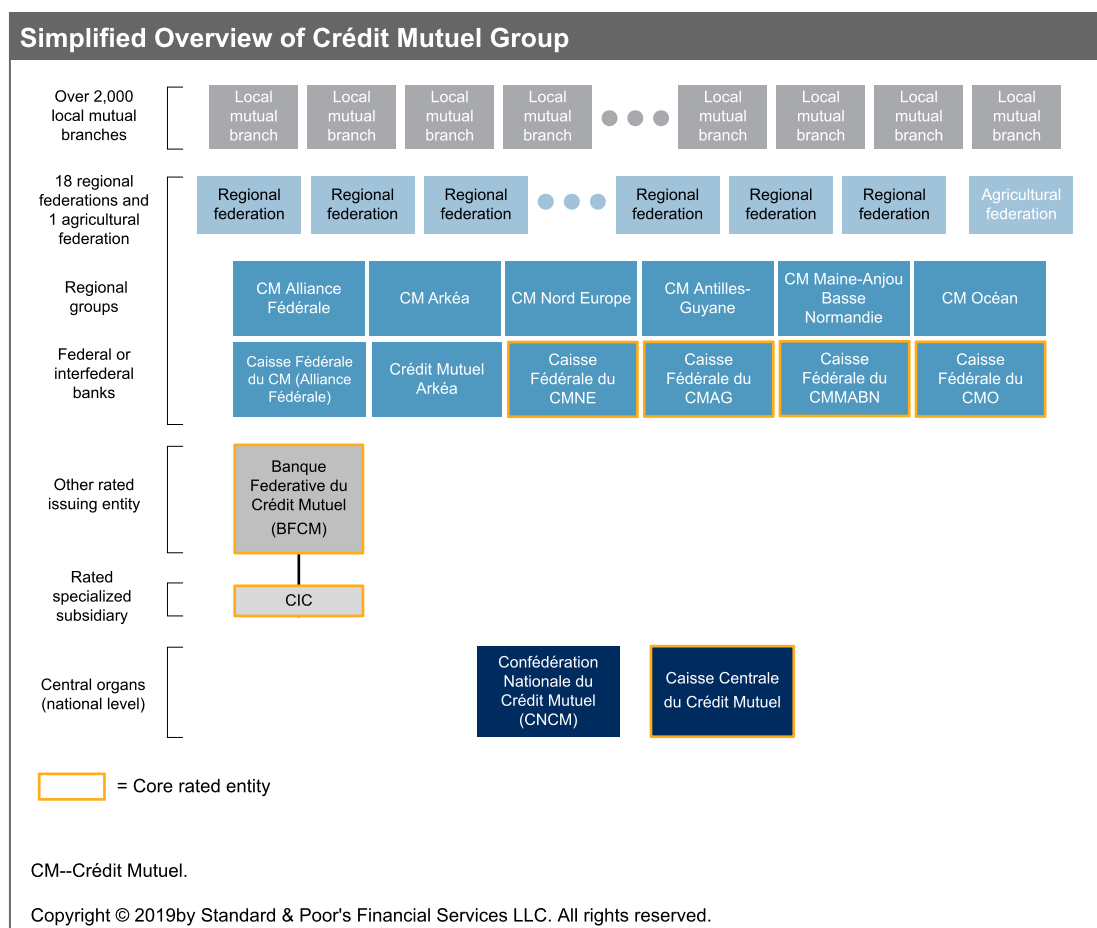 Simplified Overview of Crédit Mutuel Group
Over 2,000
local mutual
branches
Local
mutual
branch
Local
mutual
branch
Local
mutual
branch
Local
mutual
branch
Local
mutual
branch
Local
mutual
branch
Local
mutual
branch
Local
mutual
branch
18 regional
federations and
1 agricultural
federation
Regional
federation
Regional
federation
Regional
federation
Regional
federation
Regional
federation
Regional
federation
Agricultural
federation
Regional
groups
CM Alliance
Fédérale
CM Arkéa
CM Nord Europe
CM Antilles-
Guyane
CM Maine-Anjou
Basse
Normandie
CM Océan
Federal or
interfederal
banks
Caisse Fédérale
du CM (Alliance
Fédérale)
Crédit Mutuel
Arkéa
Caisse
Fédérale du
CMNE
Caisse
Fédérale du
CMAG
Caisse
Fédérale du
CMMABN
Caisse
Fédérale du
CMO
Other rated
issuing entity
Banque
Federative du
Crédit Mutuel
(BFCM)
Rated
specialized
subsidiary
CIC
Central organs
(national level)
Confédération
Nationale du
Crédit Mutuel
(CNCM)
Caisse Centrale
du Crédit Mutuel
= Core rated entity
CM--Crédit Mutuel.
Copyright © 2019by Standard & Poor's Financial Services LLC. All rights reserved.